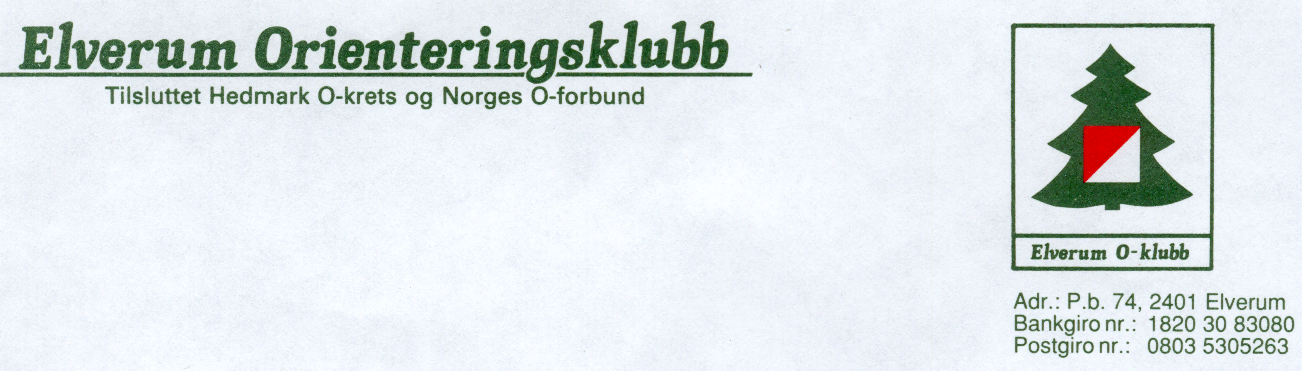 Elverum Orienteringsklubb
Tilsluttet Hedmark O-krets og Norges O-forbund
Elverum O-klubb
Adr.: P.b. 74, 2401 Elverum
Bankgiro nr.: 1820 30 83080
Postgiro nr.: 0803 5305263